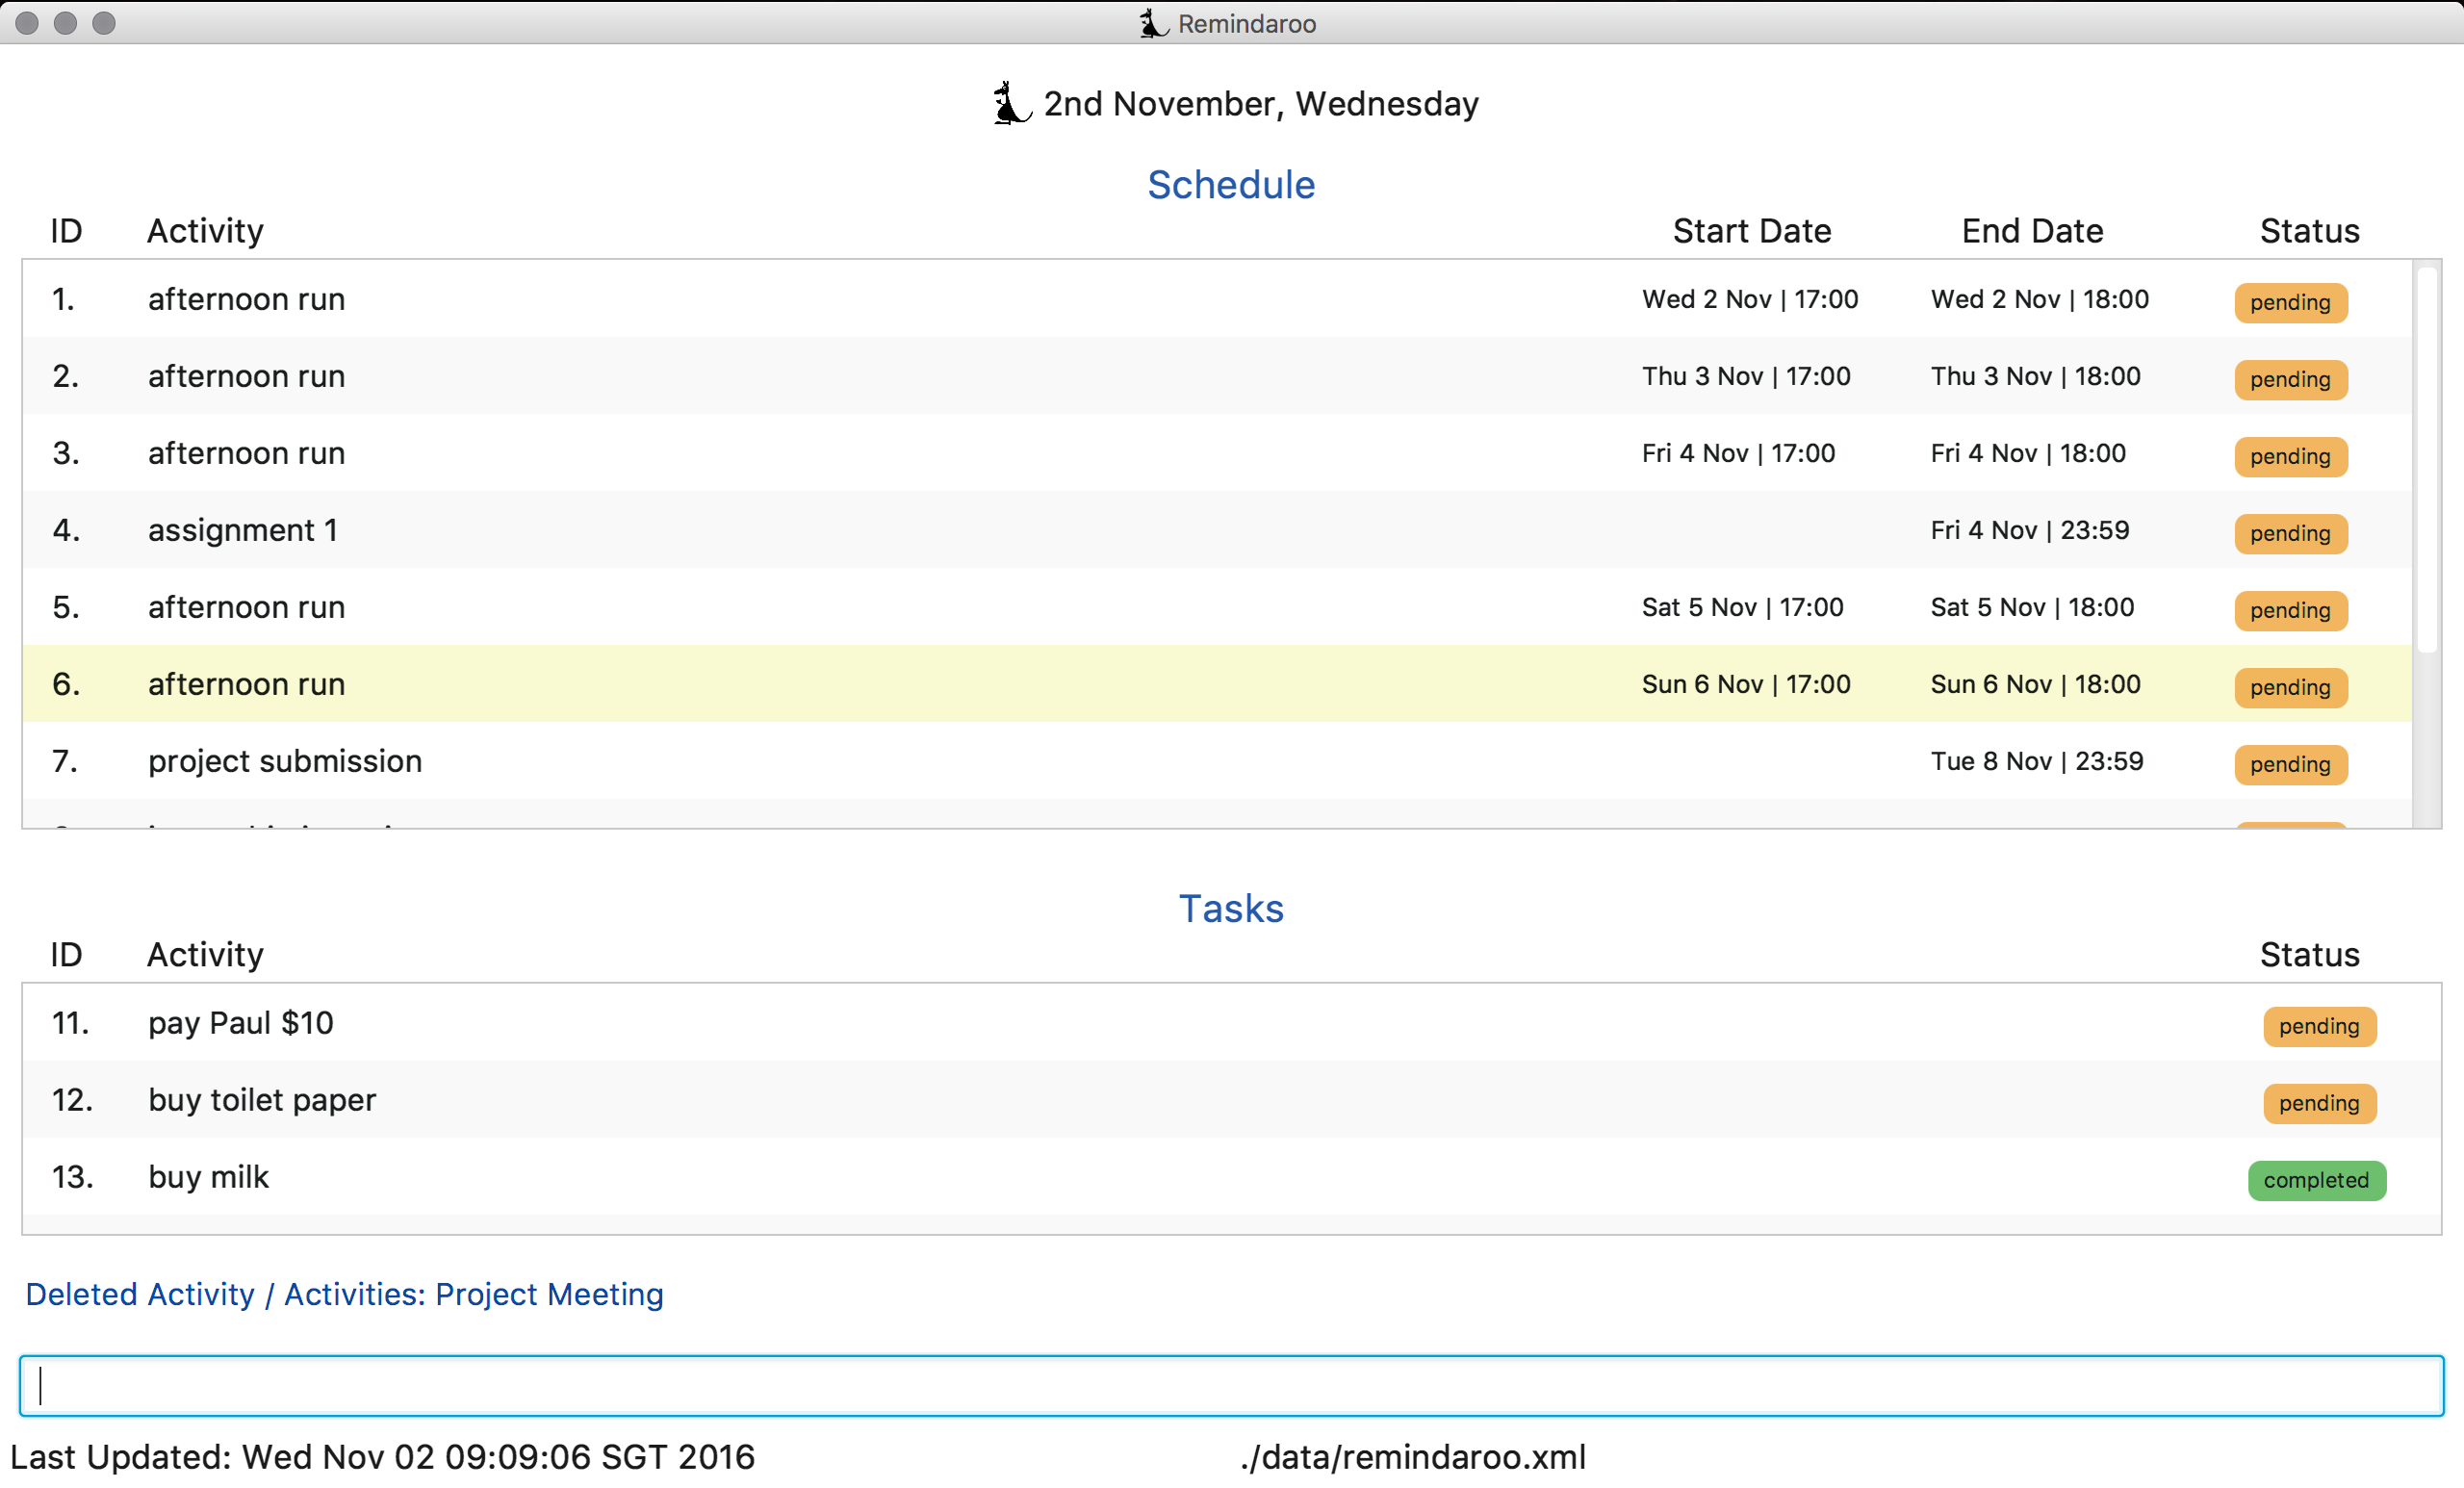 Remindaroo
2nd November, Wednesday
Schedule
ID Activity Start Date End Date Status
1. afternoon run Wed 2 Nov | 17:00 Wed 2 Nov | 18:00 pending
2. afternoon run Thu 3 Nov | 17:00 Thu 3 Nov | 18:00 pending
3. afternoon run Fri 4 Nov | 17:00 Fri 4 Nov | 18:00 pending
4. assignment 1 Fri 4 Nov | 23:59 pending
5. afternoon run Sat 5 Nov | 17:00 Sat 5 Nov | 18:00 pending
6. afternoon run Sun 6 Nov | 17:00 Sun 6 Nov | 18:00 pending
7. project submission Tue 8 Nov | 23:59 pending
Tasks
ID Activity Status
11. pay Paul $10 pending
12. buy toilet paper pending
13. buy milk completed
Deleted Activity / Activities: Project Meeting
Last Updated: Wed Nov 02 09:09:06 SGT 2016 ./data/remindaroo.xml